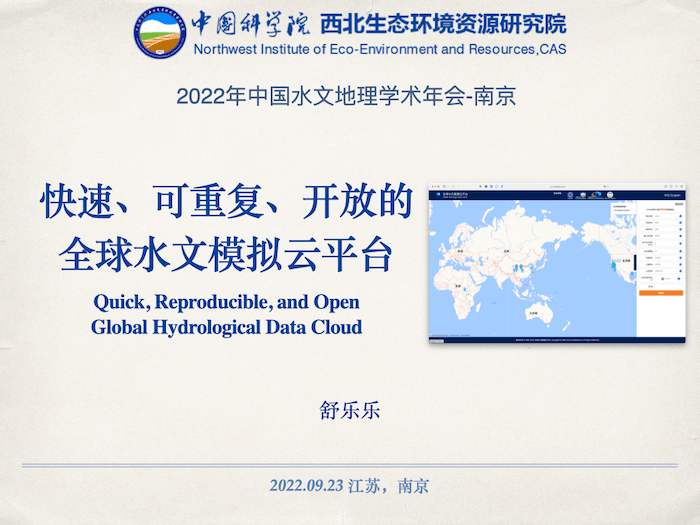 中国科学院 西北生态环境资源研究院
Northwest Institute of Eco-Environment and Resources,CAS
2022年中国水文地理学术年会-南京
快速、可重复、开放的
全球水文模拟云平台
Quick, Reproducible, and Open
Global Hydrological Data Cloud
舒乐乐
2022.09.23 江苏，南京